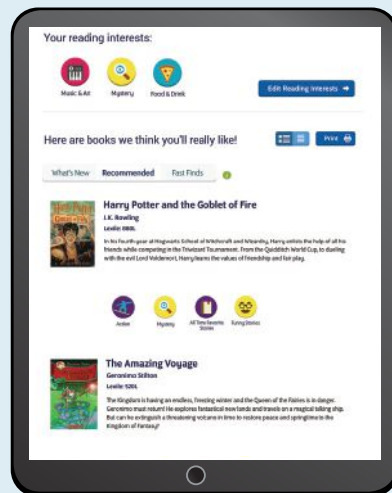 Your reading interests:
Music & Art
Mystery
Food & Drink
Edit Reading Interests
Here are books we think you'll really like!
Print
What's New
Recommended
Fast Finds
Harry Potter and the Goblet of Fire
J.K. Rowling
Lexile: 880L
In his fourth year at Hogwarts School of Witchcraft and Wizardry, Harry enlists the help of all his
friends while competing in the Triwizard Tournament. From the Quidditch World Cup, to dueling
with the evil Lord Voldemort, Harry learns the values of friendship and fair play.
Action
Mystery
All Time Favorite
Stories
Funny Stories
The Amazing Voyage
Geronimo Stilton
Lexile: 520L
The Kingdom is having an endless, freezing winter and the Queen of the Fairies is in danger.
Geronimo must return! He explores fantastical new lands and travels on a magical talking ship.
But can he extinguish a threatening volcano in time to restore peace and springtime in the
Kingdom of Fantasy?